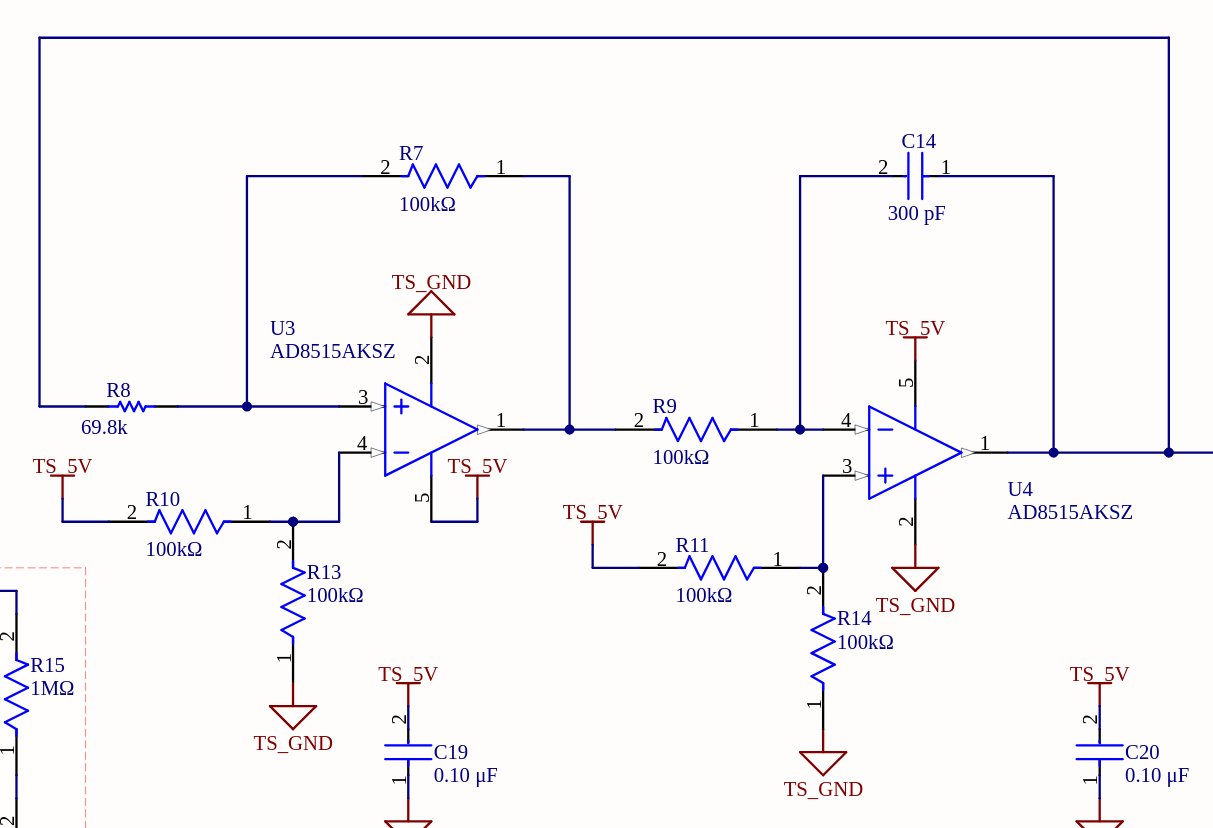 C14
2
1
300 pF
R7
2
1
100kΩ
TS_GND
U3
AD8515AKSZ
2
TS_5V
5
R8
69.8k
3
4
1
R9
2
1
100kΩ
4
3
1
TS_5V
TS_5V
5
R10
2
1
100kΩ
U4
AD8515AKSZ
2
TS_5V
R11
2
1
100kΩ
2
R13
100kΩ
1
TS_GND
TS_GND
2
R14
100kΩ
1
TS_GND
2
R15
1MΩ
1
2
TS_5V
2
C19
0.10 μF
1
TS_5V
2
C20
0.10 μF
1